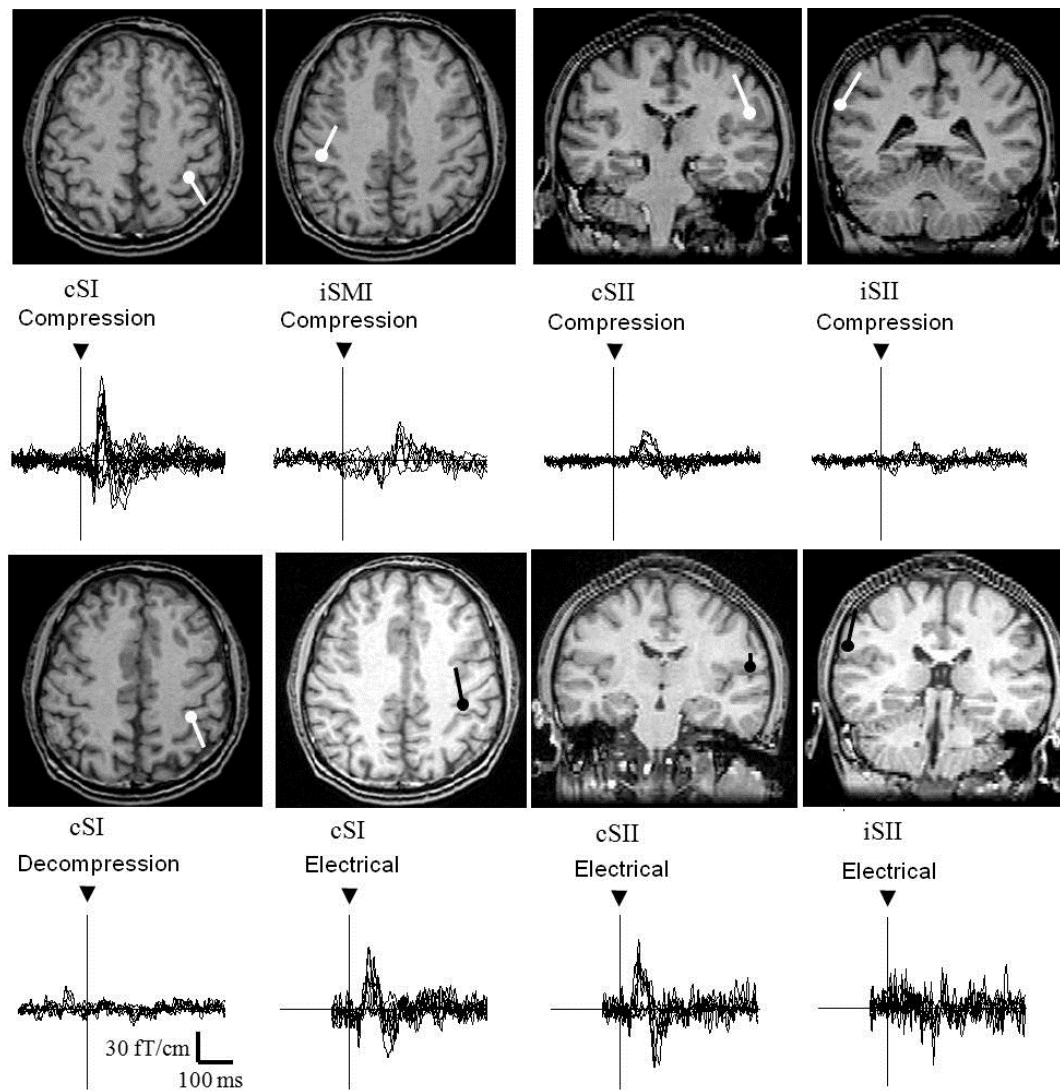 cSI
iSMI
cSII
iSII
Compression
Compression
Compression
Compression
cSI
cSI
cSII
iSII
Decompression
Electrical
Electrical
Electrical
30 fT/cm
100 ms